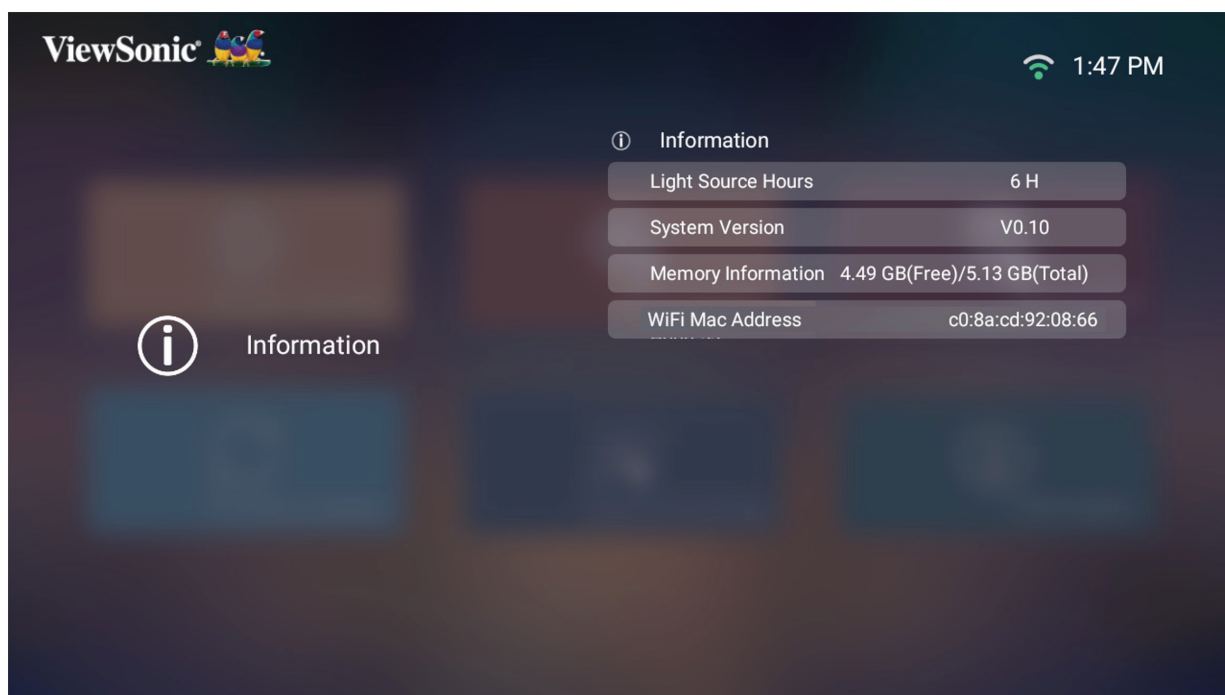 ViewSonic®
1:47 PM
Information
Light Source Hours 6 H
System Version V0.10
Memory Information 4.49 GB(Free)/5.13 GB(Total)
WiFi Mac Address c0:8a:cd:92:08:66
Information